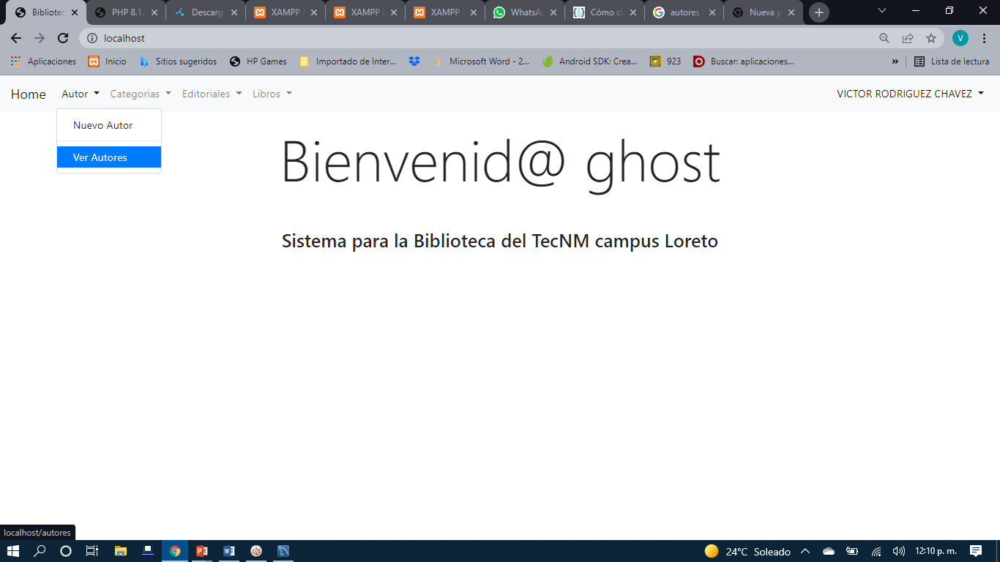 Bibliotec
PHP 8.1.
Descarg
XAMPP
XAMPP
XAMPP
WhatsA
Cómo c
autores
Nueva p
localhost
V
Aplicaciones
Inicio
Sitios sugeridos
HP Games
Importado de Inter...
Microsoft Word - 2...
Android SDK: Crea...
923
Buscar: aplicaciones...
»
Lista de lectura
Home
Autor
Categorias
Editoriales
Libros
VICTOR RODRIGUEZ CHAVEZ
Nuevo Autor
Ver Autores
Bienvenid@ ghost
Sistema para la Biblioteca del TecNM campus Loreto
localhost/autores
24°C Soleado
12:10 p. m.